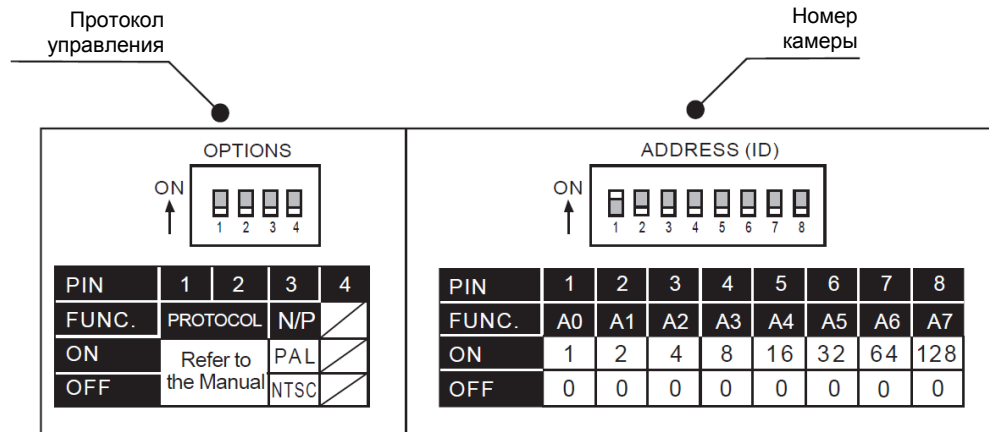 Протокол
управления
Номер
камеры
OPTIONS
ON
1 2 3 4
PIN 1 2 3 4
FUNC. PROTOCOL N/P
ON Refer to the Manual PAL
OFF NTSC
ADDRESS (ID)
ON
1 2 3 4 5 6 7 8
PIN 1 2 3 4 5 6 7 8
FUNC. A0 A1 A2 A3 A4 A5 A6 A7
ON 1 2 4 8 16 32 64 128
OFF 0 0 0 0 0 0 0 0